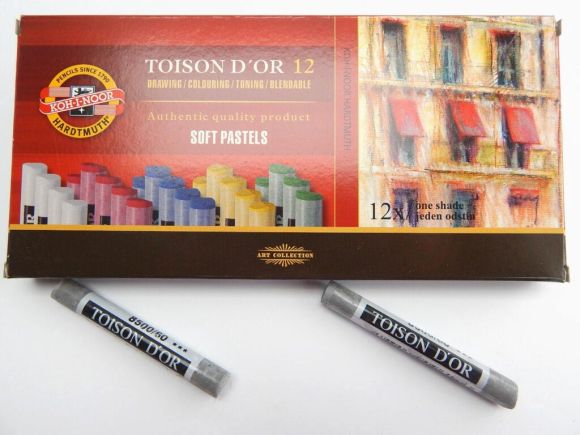 PENCILS SINCE 1790
KOH-I-NOOR
HARDTMUTH
TOISON D'OR 12
DRAWING / COLOURING / TONING / BLENDABLE
Authentic quality product
SOFT PASTELS
KOH-I-NOOR HARDTMUTH
12x/ one shade
jeden odstín
ART COLLECTION
8500/60 ***
TOISON D'OR
TOISON D'OR